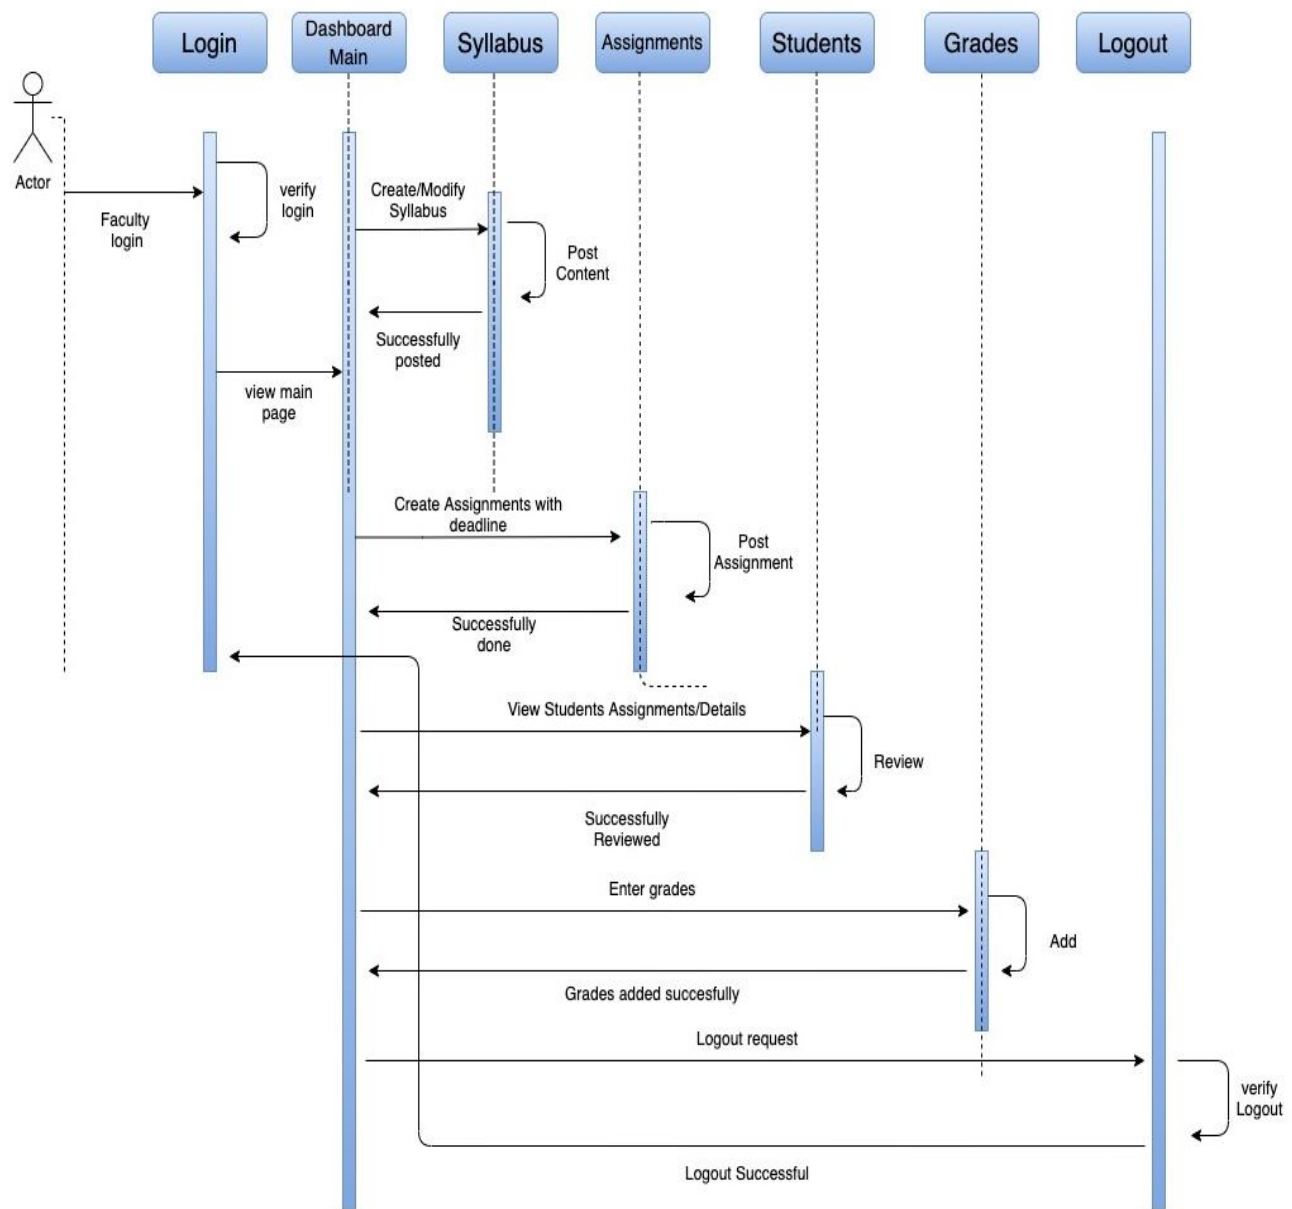 Login
Dashboard
Main
Syllabus
Assignments
Students
Grades
Logout
Actor
Faculty
login
verify
login
Create/Modify
Syllabus
Post
Content
Successfully
posted
view main
page
Create Assignments with
deadline
Post
Assignment
Successfully
done
View Students Assignments/Details
Review
Successfully
Reviewed
Enter grades
Add
Grades added succesfully
Logout request
verify
Logout
Logout Successful